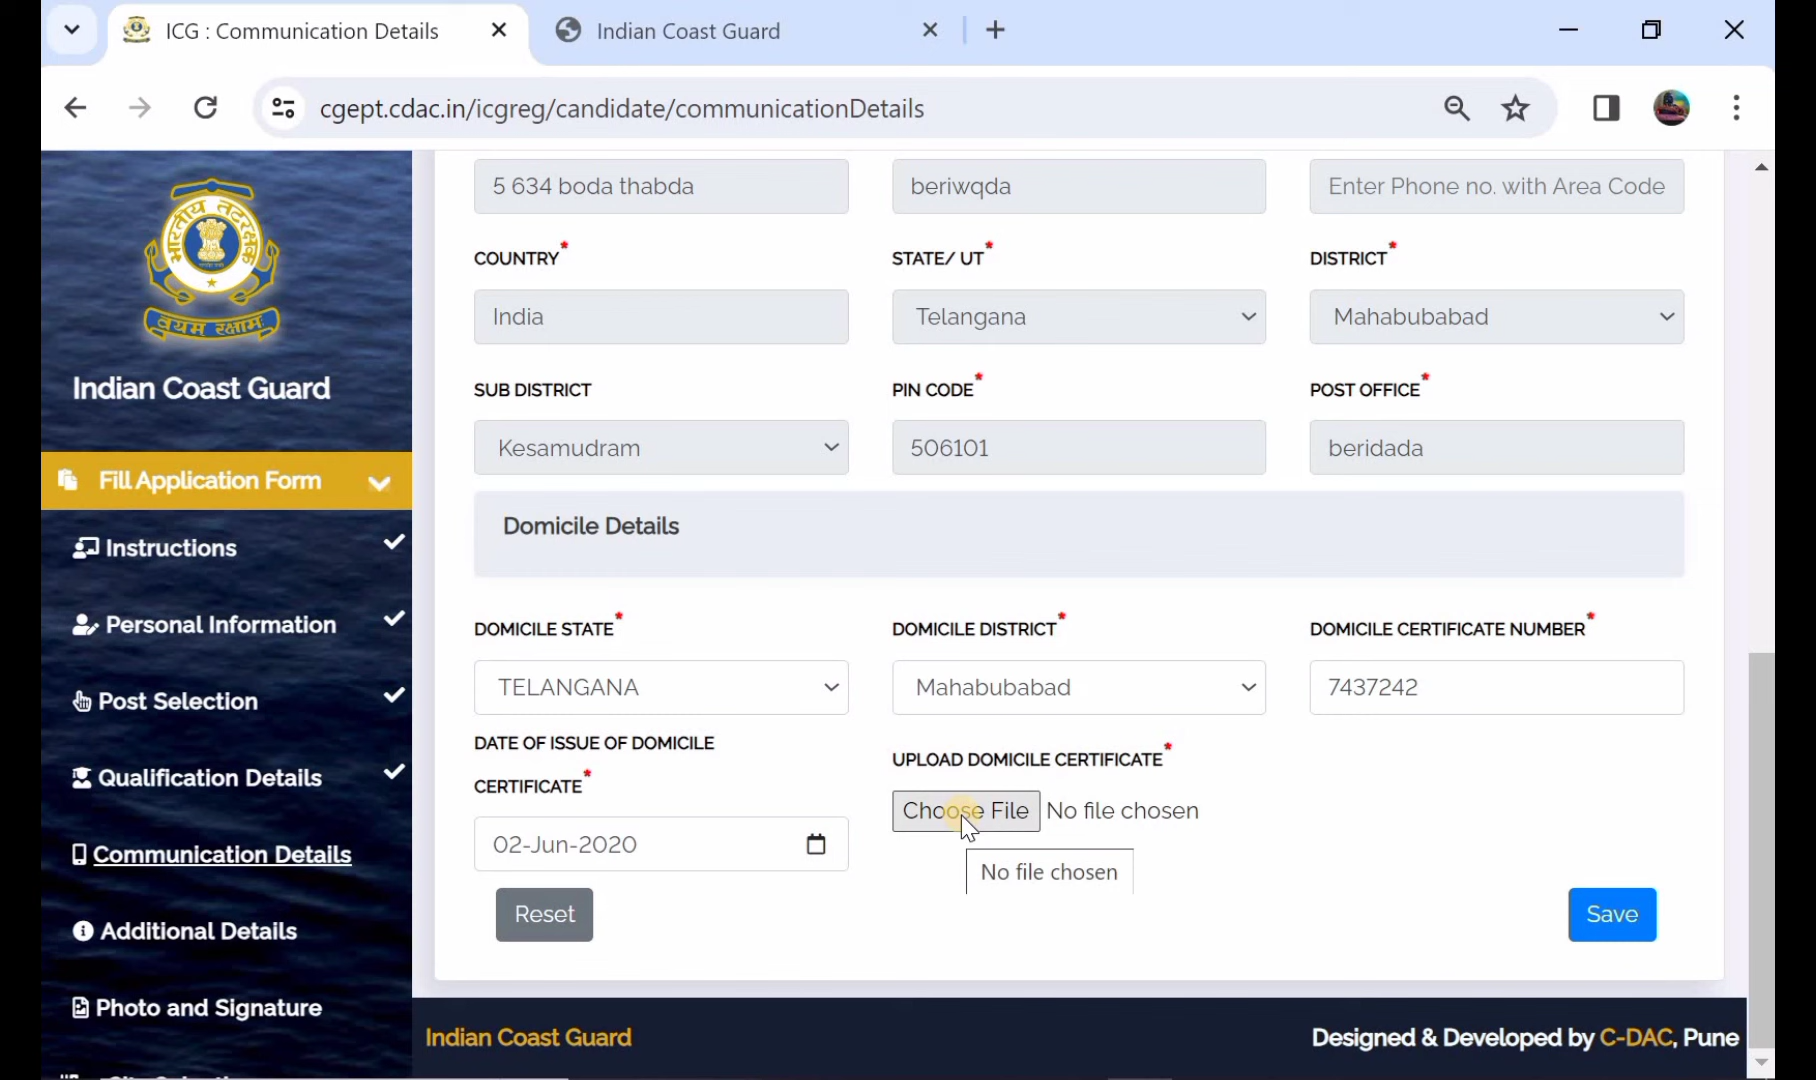 ICG : Communication Details
Indian Coast Guard
cgept.cdac.in/icgreg/candidate/communicationDetails
भारतीय तटरक्षक
वयम रक्षामः
Indian Coast Guard
Fill Application Form
Instructions
Personal Information
Post Selection
Qualification Details
Communication Details
Additional Details
Photo and Signature
5 634 boda thabda
beriwqda
Enter Phone no. with Area Code
COUNTRY*
STATE/ UT*
DISTRICT*
India
Telangana
Mahabubabad
SUB DISTRICT
PIN CODE*
POST OFFICE*
Kesamudram
506101
beridada
Domicile Details
DOMICILE STATE*
DOMICILE DISTRICT*
DOMICILE CERTIFICATE NUMBER*
TELANGANA
Mahabubabad
7437242
DATE OF ISSUE OF DOMICILE
CERTIFICATE*
UPLOAD DOMICILE CERTIFICATE*
02-Jun-2020
Choose File No file chosen
No file chosen
Reset
Save
Indian Coast Guard
Designed & Developed by C-DAC, Pune